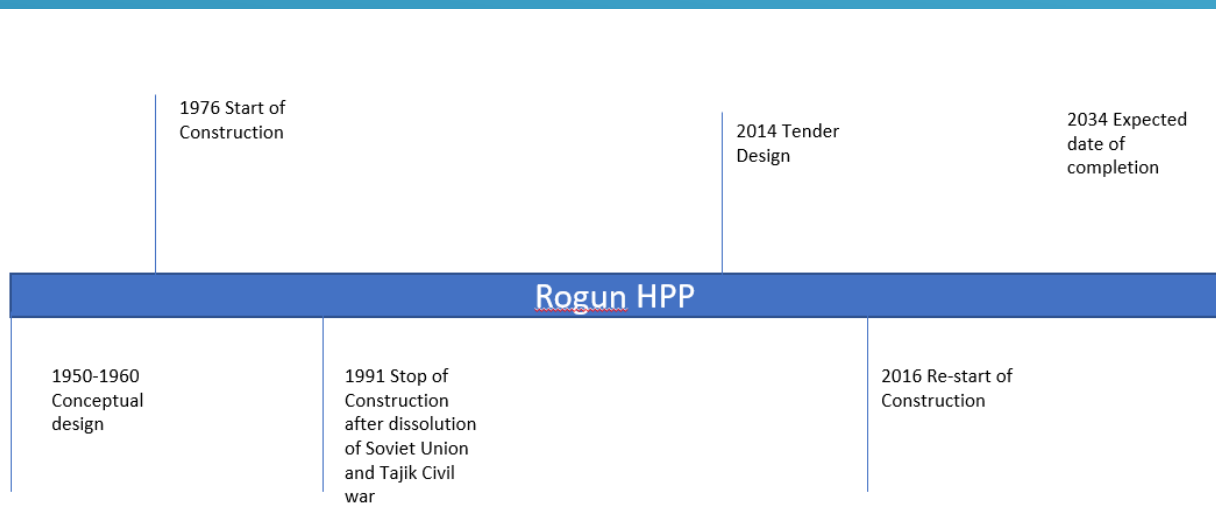 1976 Start of
Construction
2014 Tender
Design
2034 Expected
date of
completion
Rogun HPP
1950-1960
Conceptual
design
1991 Stop of
Construction
after dissolution
of Soviet Union
and Tajik Civil
war
2016 Re-start of
Construction